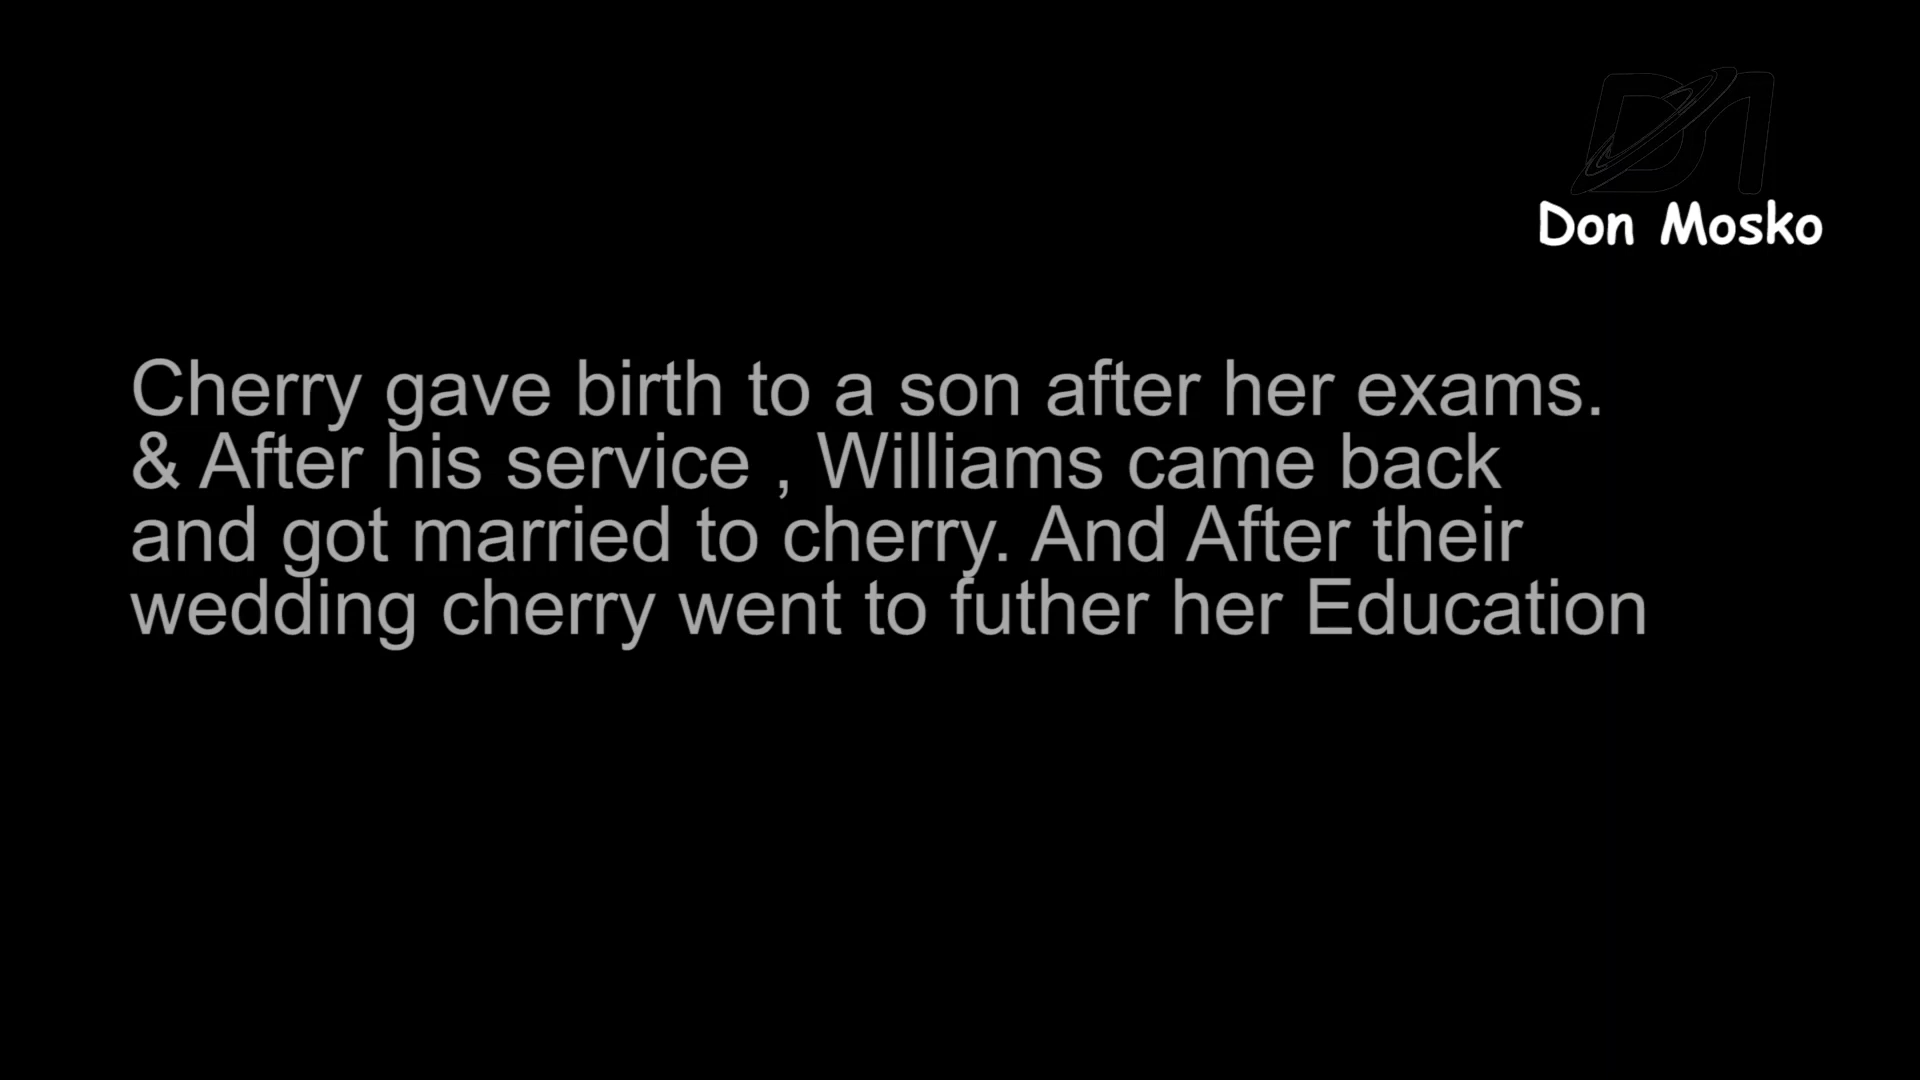 Don Mosko
Cherry gave birth to a son after her exams.
& After his service , Williams came back
and got married to cherry. And After their
wedding cherry went to futher her Education